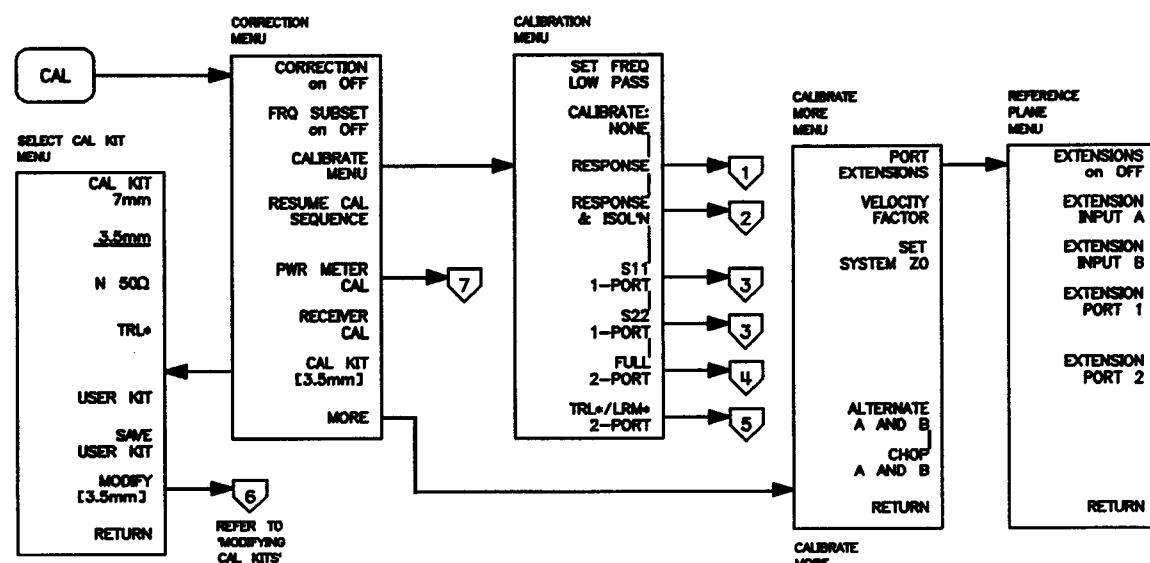 CAL
CORRECTION
MENU
CORRECTION
on OFF
FRQ SUBSET
on OFF
CALIBRATE
MENU
RESUME CAL
SEQUENCE
PWR METER
CAL
7
RECEIVER
CAL
CAL KIT
[3.5mm]
MORE
SELECT CAL KIT
MENU
CAL KIT
7mm
3.5mm
N 50Ω
TRL*
USER KIT
SAVE
USER KIT
MODIFY
[3.5mm]
RETURN
6
REFER TO
'MODIFYING
CAL KITS'
CALIBRATION
MENU
SET FREQ
LOW PASS
CALIBRATE:
NONE
RESPONSE
1
RESPONSE
& ISOL'N
2
S11
1-PORT
3
S22
1-PORT
3
FULL
2-PORT
4
TRL*/LRM*
2-PORT
5
CALIBRATE
MORE
MENU
PORT
EXTENSIONS
VELOCITY
FACTOR
SET
SYSTEM Z0
ALTERNATE
A AND B
CHOP
A AND B
RETURN
CALIBRATE
MORE
REFERENCE
PLANE
MENU
EXTENSIONS
on OFF
EXTENSION
INPUT A
EXTENSION
INPUT B
EXTENSION
PORT 1
EXTENSION
PORT 2
RETURN